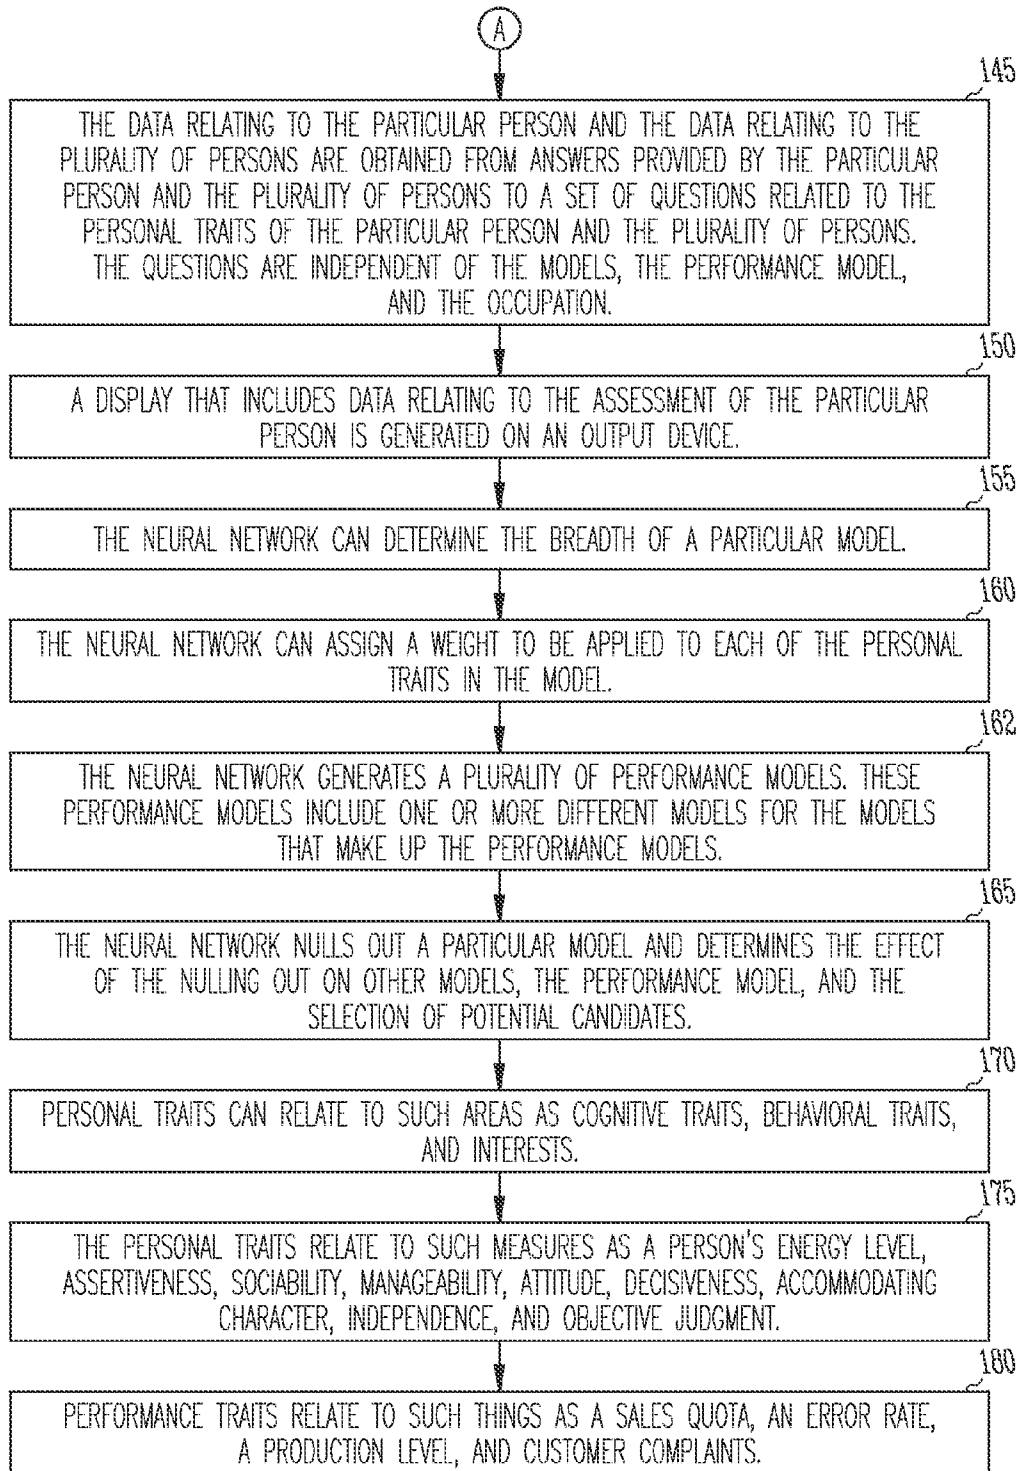 A
145
THE DATA RELATING TO THE PARTICULAR PERSON AND THE DATA RELATING TO THE
PLURALITY OF PERSONS ARE OBTAINED FROM ANSWERS PROVIDED BY THE PARTICULAR
PERSON AND THE PLURALITY OF PERSONS TO A SET OF QUESTIONS RELATED TO THE
PERSONAL TRAITS OF THE PARTICULAR PERSON AND THE PLURALITY OF PERSONS.
THE QUESTIONS ARE INDEPENDENT OF THE MODELS, THE PERFORMANCE MODEL,
AND THE OCCUPATION.
150
A DISPLAY THAT INCLUDES DATA RELATING TO THE ASSESSMENT OF THE PARTICULAR
PERSON IS GENERATED ON AN OUTPUT DEVICE.
155
THE NEURAL NETWORK CAN DETERMINE THE BREADTH OF A PARTICULAR MODEL.
160
THE NEURAL NETWORK CAN ASSIGN A WEIGHT TO BE APPLIED TO EACH OF THE PERSONAL
TRAITS IN THE MODEL.
162
THE NEURAL NETWORK GENERATES A PLURALITY OF PERFORMANCE MODELS. THESE
PERFORMANCE MODELS INCLUDE ONE OR MORE DIFFERENT MODELS FOR THE MODELS
THAT MAKE UP THE PERFORMANCE MODELS.
165
THE NEURAL NETWORK NULLS OUT A PARTICULAR MODEL AND DETERMINES THE EFFECT
OF THE NULLING OUT ON OTHER MODELS, THE PERFORMANCE MODEL, AND THE
SELECTION OF POTENTIAL CANDIDATES.
170
PERSONAL TRAITS CAN RELATE TO SUCH AREAS AS COGNITIVE TRAITS, BEHAVIORAL TRAITS,
AND INTERESTS.
175
THE PERSONAL TRAITS RELATE TO SUCH MEASURES AS A PERSON'S ENERGY LEVEL,
ASSERTIVENESS, SOCIABILITY, MANAGEABILITY, ATTITUDE, DECISIVENESS, ACCOMMODATING
CHARACTER, INDEPENDENCE, AND OBJECTIVE JUDGMENT.
180
PERFORMANCE TRAITS RELATE TO SUCH THINGS AS A SALES QUOTA, AN ERROR RATE,
A PRODUCTION LEVEL, AND CUSTOMER COMPLAINTS.